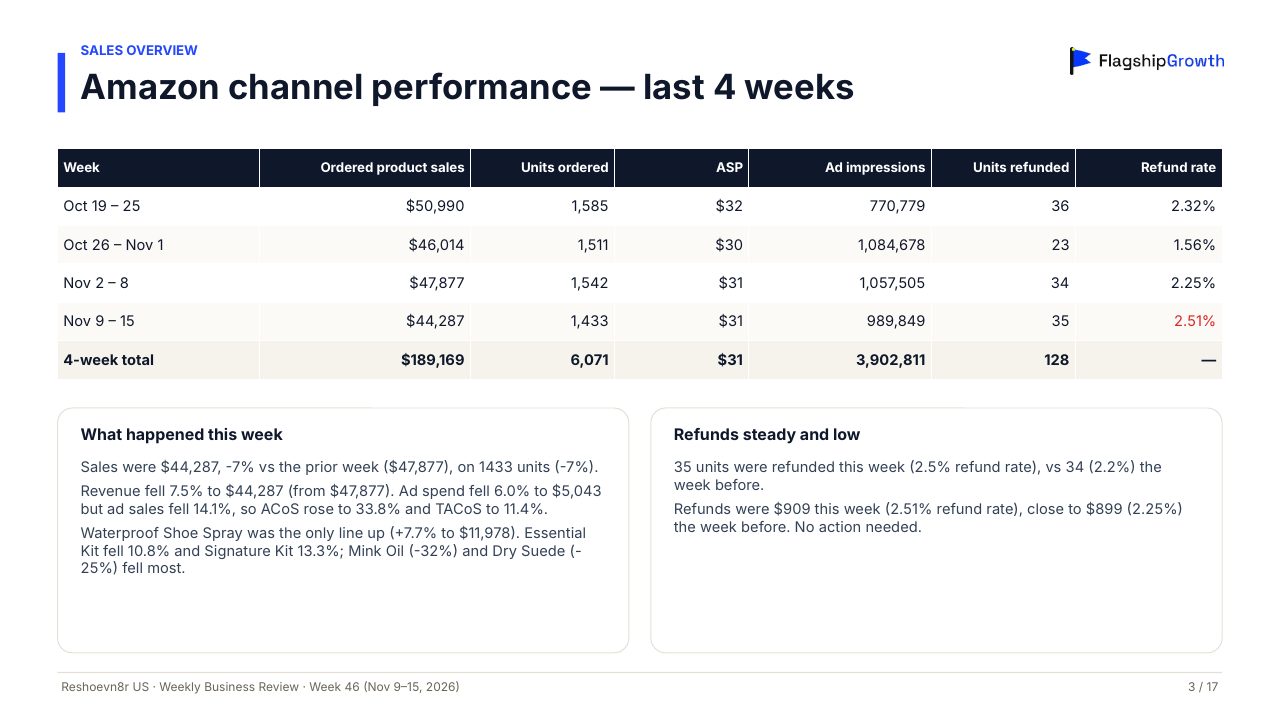 SALES OVERVIEW
Amazon channel performance — last 4 weeks
FlagshipGrowth
Week Ordered product sales Units ordered ASP Ad impressions Units refunded Refund rate
Oct 19 – 25 $50,990 1,585 $32 770,779 36 2.32%
Oct 26 – Nov 1 $46,014 1,511 $30 1,084,678 23 1.56%
Nov 2 – 8 $47,877 1,542 $31 1,057,505 34 2.25%
Nov 9 – 15 $44,287 1,433 $31 989,849 35 2.51%
4-week total $189,169 6,071 $31 3,902,811 128 —
What happened this week
Sales were $44,287, -7% vs the prior week ($47,877), on 1433 units (-7%).
Revenue fell 7.5% to $44,287 (from $47,877). Ad spend fell 6.0% to $5,043
but ad sales fell 14.1%, so ACoS rose to 33.8% and TACoS to 11.4%.
Waterproof Shoe Spray was the only line up (+7.7% to $11,978). Essential
Kit fell 10.8% and Signature Kit 13.3%; Mink Oil (-32%) and Dry Suede (-
25%) fell most.
Refunds steady and low
35 units were refunded this week (2.5% refund rate), vs 34 (2.2%) the
week before.
Refunds were $909 this week (2.51% refund rate), close to $899 (2.25%)
the week before. No action needed.
Reshoevn8r US · Weekly Business Review · Week 46 (Nov 9–15, 2026)
3 / 17